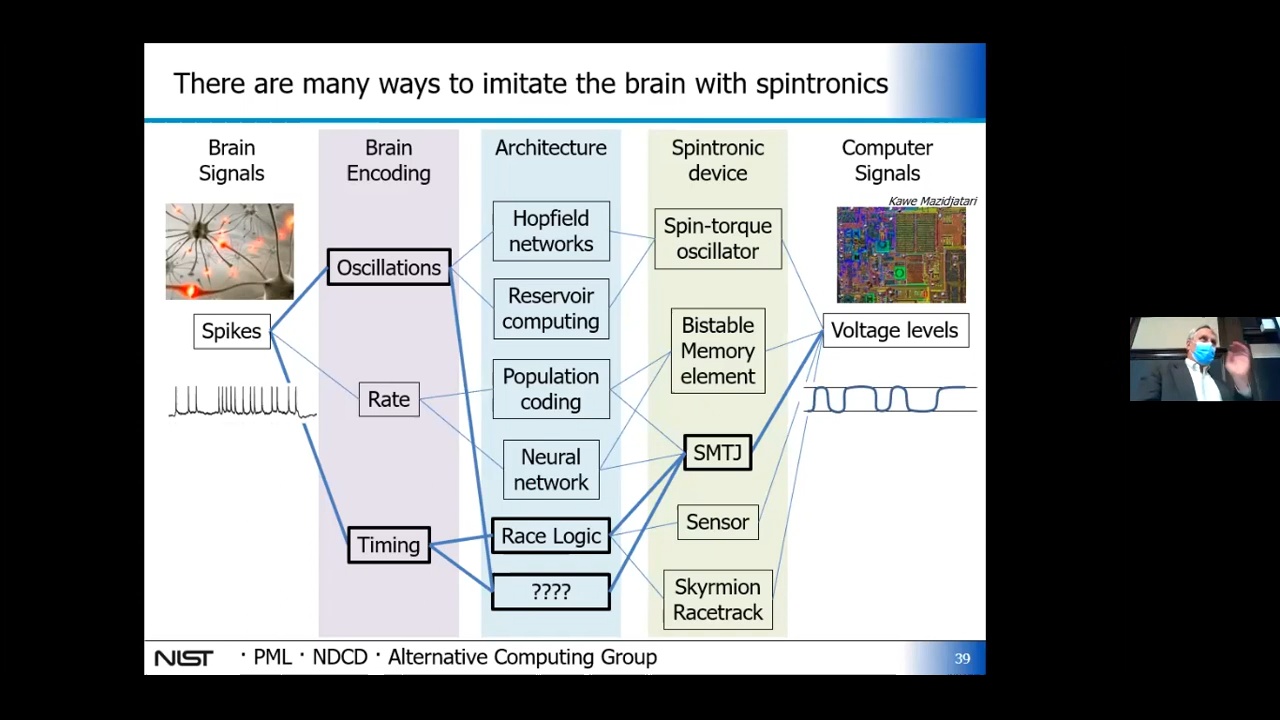 There are many ways to imitate the brain with spintronics
Brain
Signals
Brain
Encoding
Architecture
Spintronic
device
Computer
Signals
Kawe Mazidjatari
Hopfield
networks
Spin-torque
oscillator
Oscillations
Reservoir
computing
Spikes
Bistable
Memory
element
Voltage levels
Rate
Population
coding
Neural
network
SMTJ
Timing
Race Logic
Sensor
????
Skyrmion
Racetrack
NIST · PML · NDCD · Alternative Computing Group
39